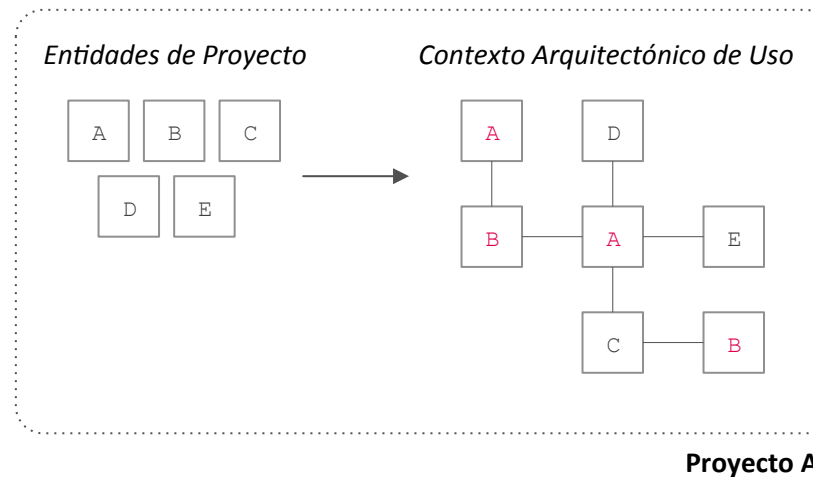 Entidades de Proyecto
Contexto Arquitectónico de Uso
A B C
D E
A D
B A E
C B
Proyecto A